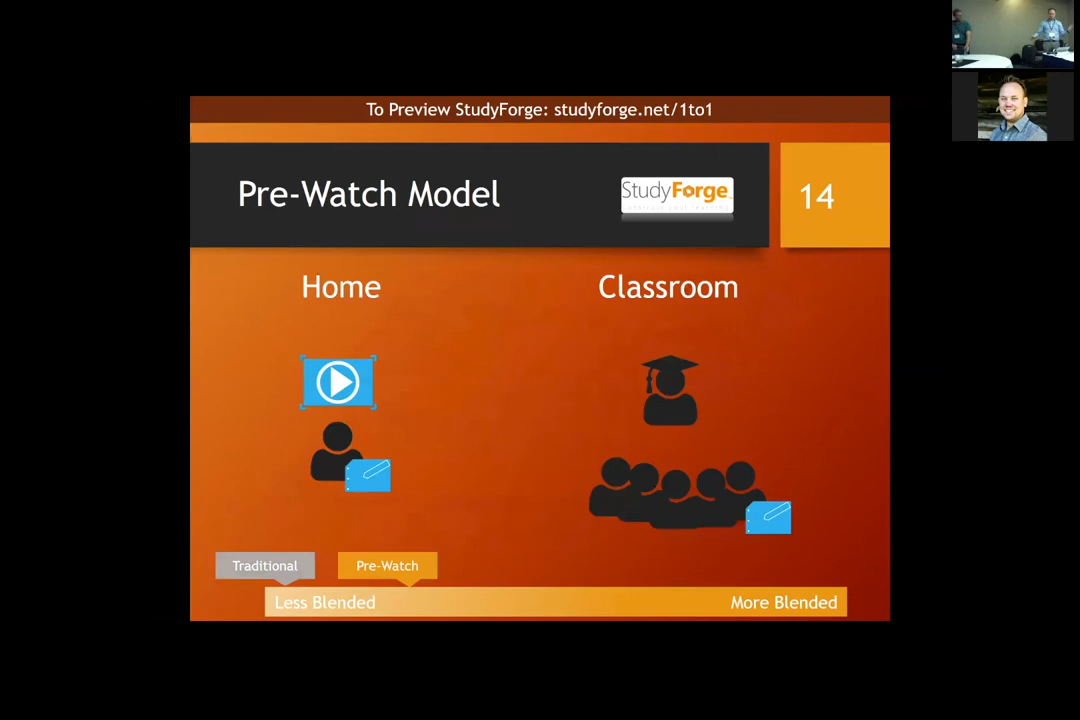 To Preview StudyForge: studyforge.net/1to1
Pre-Watch Model
StudyForge
14
Home
Classroom
Traditional
Pre-Watch
Less Blended
More Blended